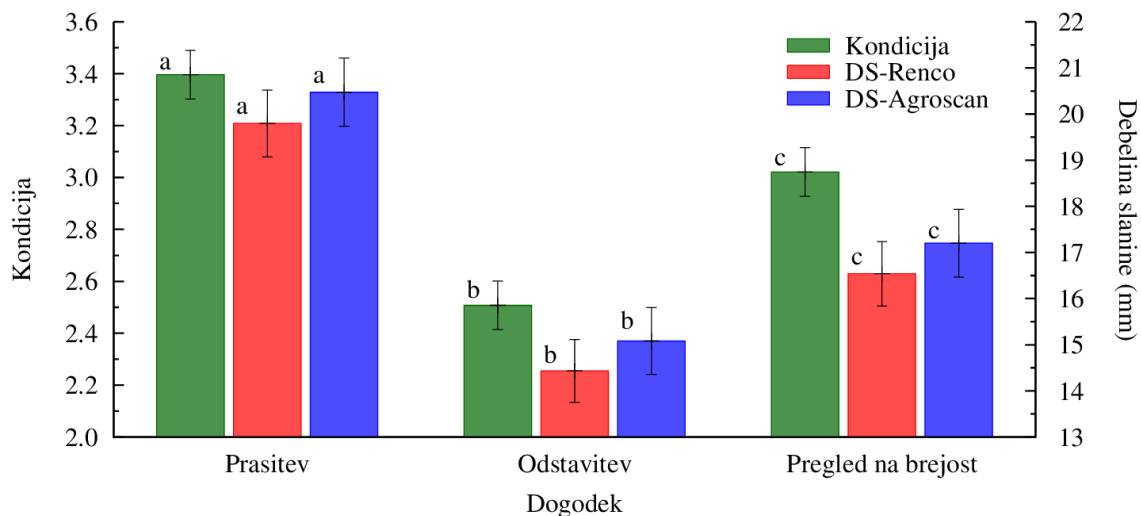 3.6
3.4
3.2
3.0
2.8
2.6
2.4
2.2
2.0
Kondicija
22
21
20
19
18
17
16
15
14
13
Debelina slanine (mm)
Kondicija
DS-Renco
DS-Agroscan
a
a
a
b
b
b
c
c
c
Prasitev
Odstavitev
Pregled na brejost
Dogodek